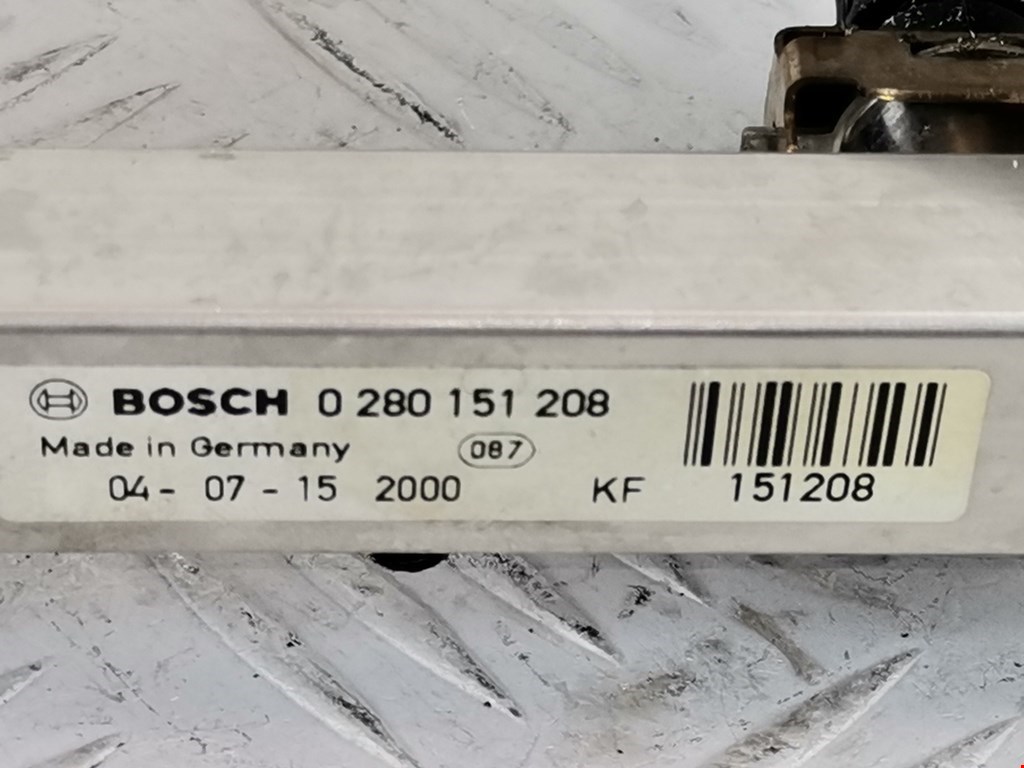 BOSCH 0 280 151 208
Made in Germany 087
04 - 07 - 15 2000 KF 151208